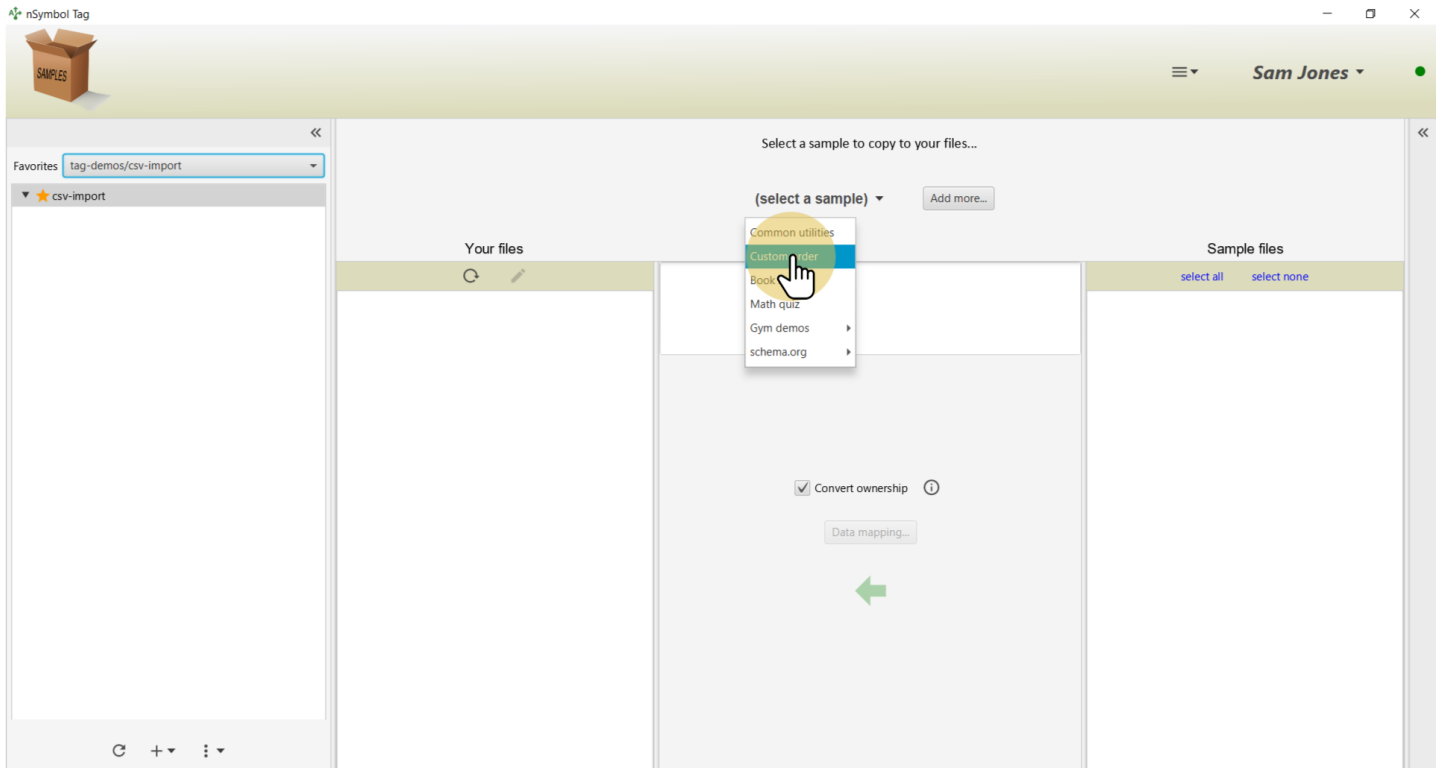 nSymbol Tag
SAMPLES
Sam Jones
Select a sample to copy to your files...
Favorites tag-demos/csv-import
csv-import
(select a sample) Add more...
Common utilities
Your files
Sample files
Custom order
select all select none
Book
Math quiz
Gym demos
schema.org
Convert ownership
Data mapping...